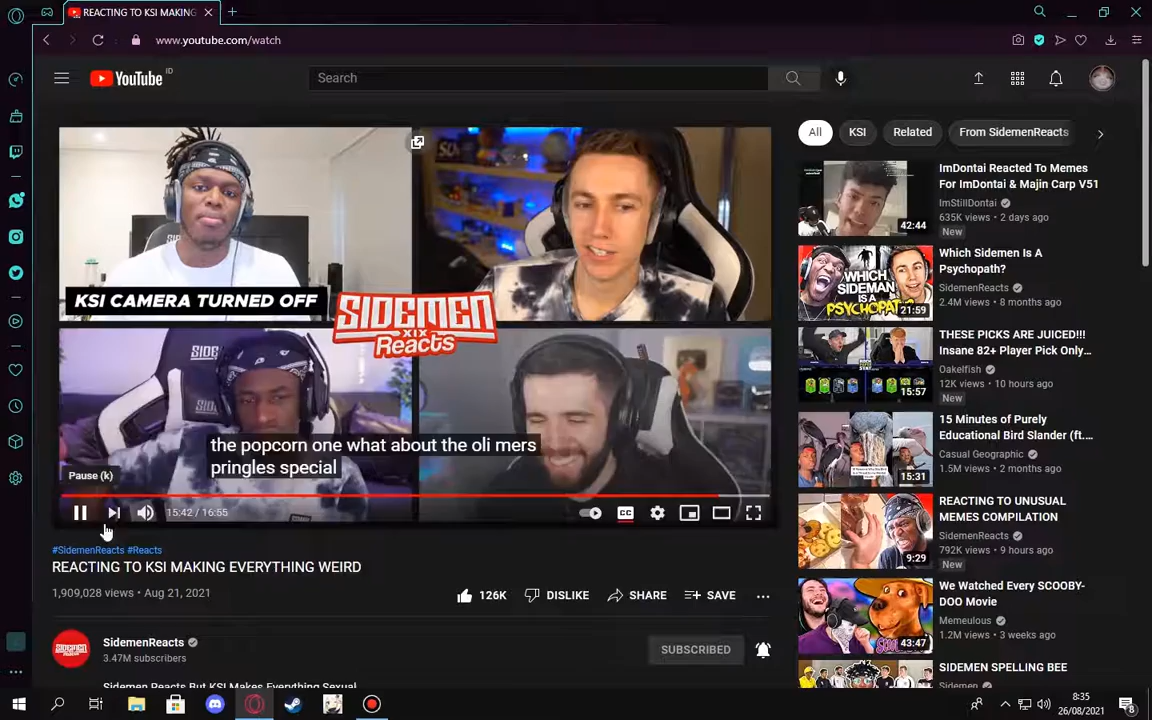 REACTING TO KSI MAKING
www.youtube.com/watch
YouTube ID
Search
KSI CAMERA TURNED OFF
SIDEMEN
XIX
Reacts
the popcorn one what about the oli mers
pringles special
Pause (k)
15:42 / 16:55
CC
#SidemenReacts #Reacts
REACTING TO KSI MAKING EVERYTHING WEIRD
1,909,028 views • Aug 21, 2021
126K
DISLIKE
SHARE
SAVE
SidemenReacts
3.47M subscribers
SUBSCRIBED
Sidemen Reacts But KSI Makes Everything Sexual
All
KSI
Related
From SidemenReacts
ImDontai Reacted To Memes
For ImDontai & Majin Carp V51
ImStillDontai
635K views • 2 days ago
New
42:44
Which Sidemen Is A
Psychopath?
SidemenReacts
2.4M views • 8 months ago
WHICH
SIDEMAN
IS A
PSYCHOPATH
21:59
THESE PICKS ARE JUICED!!!
Insane 82+ Player Pick Only...
Oakelfish
12K views • 10 hours ago
New
15:57
15 Minutes of Purely
Educational Bird Slander (ft....
Casual Geographic
1.5M views • 2 months ago
15:31
REACTING TO UNUSUAL
MEMES COMPILATION
SidemenReacts
792K views • 9 hours ago
New
9:29
We Watched Every SCOOBY-
DOO Movie
Memeulous
1.2M views • 3 weeks ago
43:47
SIDEMEN SPELLING BEE
Sidemen
8:35
26/08/2021
8